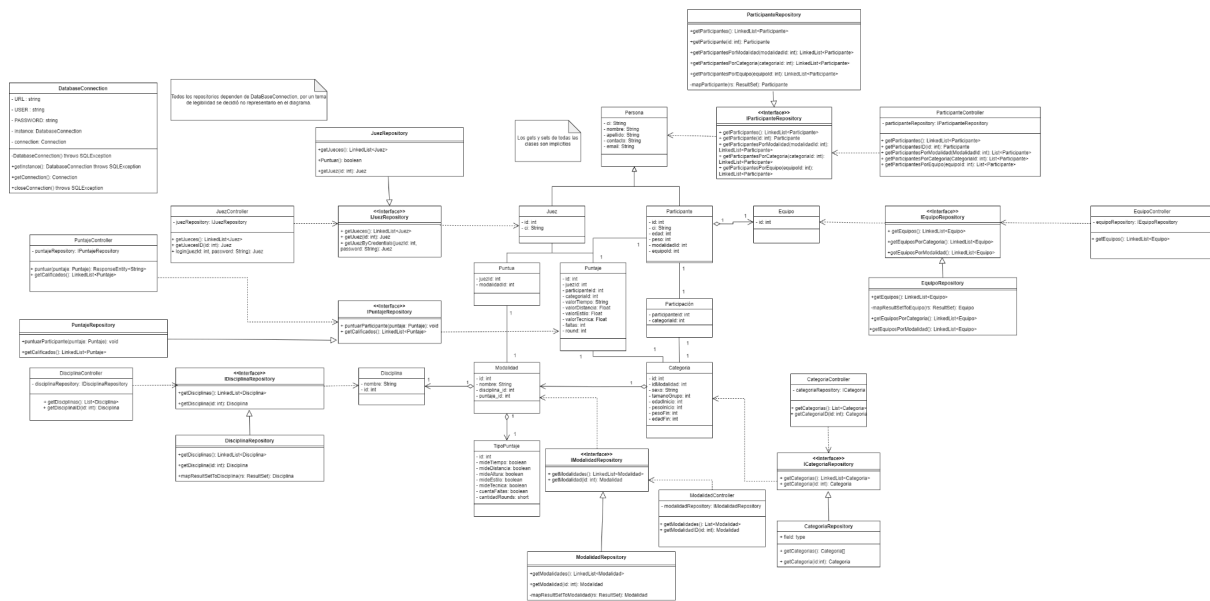 ParticipanteRepository
+getParticipantes(): LinkedList<Participante>
+getParticipante(id: int): Participante
+getParticipantesPorModalidad(modalidadId: int): LinkedList<Participante>
+getParticipantesPorCategoria(categoriaId: int): LinkedList<Participante>
+getParticipantesPorEquipo(equipoId: int): LinkedList<Participante>
-mapParticipante(rs: ResultSet): Participante
DatabaseConnection
- URL : string
- USER : string
- PASSWORD: string
- instance: DatabaseConnection
- connection: Connection
-DatabaseConnection() throws SQLException
+getInstance(): DatabaseConnection throws SQLException
+getConnection(): Connection
+closeConnection() throws SQLException
Todos los repositorios dependen de DataBaseConnection, por un tema
de legibilidad se decidió no representarlo en el diagrama.
JuezRepository
+getJueces(): LinkedList<Juez>
+Puntuar(): boolean
+getJuez(id: int): Juez
Los gets y sets de todas las
clases son implícitos
Persona
- ci: String
- nombre: String
- apellido: String
- contacto: String
- email: String
<<Interface>>
IParticipanteRepository
+ getParticipantes(): LinkedList<Participante>
+ getParticipante(id: int): Participante
+ getParticipantesPorModalidad(modalidadId: int):
LinkedList<Participante>
+ getParticipantesPorCategoria(categoriaId: int):
LinkedList<Participante>
+ getParticipantesPorEquipo(equipoId: int):
LinkedList<Participante>
ParticipanteController
- participanteRepository: IParticipanteRepository
+ getParticipantes(): List<Participante>
+ getParticipanteID(id: int): Participante
+ getParticipantesPorModalidad(ModalidadId: int): List<Participante>
+ getParticipantesPorCategoria(CategoriaId: int): List<Participante>
+ getParticipantesPorEquipo(equipoId: int): List<Participante>
JuezController
- juezRepository: IJuezRepository
+ getJueces(): LinkedList<Juez>
+ getJuecesID(id: int): Juez
+ login(juezId: int, password: String): Juez
<<Interface>>
IJuezRepository
+ getJueces(): LinkedList<Juez>
+ getJuez(id: int): Juez
+ getJuezByCredentials(juezId: int,
password: String): Juez
Juez
- id: int
- ci: String
Participante
- id: int
- ci: String
- edad: int
- peso: int
- modalidadId: int
- equipoId: int
Equipo
- id: int
<<Interface>>
IEquipoRepository
+ getEquipos(): LinkedList<Equipo>
+ getEquiposPorCategoria(): LinkedList<Equipo>
+ getEquiposPorModalidad(): LinkedList<Equipo>
EquipoController
- equipoRepository: IEquipoRepository
+ getEquipos(): LinkedList<Equipo>
PuntajeController
- puntajeRepository: IPuntajeRepository
+ puntuar(puntaje: Puntaje): ResponseEntity<String>
+ getCalificados(): LinkedList<Puntaje>
Puntua
- juezId: int
- modalidadId: int
Puntaje
- id: int
- juezId: int
- participanteId: int
- categoriaId: int
- valorTiempo: String
- valorDistancia: Float
- valorEstilo: Float
- valorTecnica: Float
- faltas: int
- round: int
EquipoRepository
+getEquipos(): LinkedList<Equipo>
-mapResultSetToEquipo(rs: ResultSet): Equipo
+getEquiposPorCategoria(): LinkedList<Equipo>
+getEquiposPorModalidad(): LinkedList<Equipo>
<<Interface>>
IPuntajeRepository
+ puntuarParticipante(puntaje: Puntaje): void
+ getCalificados(): LinkedList<Puntaje>
Participación
- participanteId: int
- categoriaId: int
PuntajeRepository
+puntuarParticipante(puntaje: Puntaje): void
+getCalificados(): LinkedList<Puntaje>
DisciplinaController
- disciplinaRepository: IDisciplinaRepository
+ getDisciplinas(): List<Disciplina>
+ getDisciplinaID(id: int): Disciplina
<<Interface>>
IDisciplinaRepository
+ getDisciplinas(): LinkedList<Disciplina>
+ getDisciplina(id: int): Disciplina
Disciplina
- nombre: String
- id: int
Modalidad
- id: int
- nombre: String
- disciplina_id: int
- puntaje_id: int
Categoria
- id: int
- idModalidad: int
- sexo: String
- tamanoGrupo: int
- edadInicio: int
- pesoInicio: int
- pesoFin: int
- edadFin: int
CategoriaController
- categoriaRepository: ICategoria
+ getCategorias(): List<Categoria>
+ getCategoriaID(id: int): Categoria
DisciplinaRepository
+getDisciplinas(): LinkedList<Disciplina>
+getDisciplina(id: int): Disciplina
-mapResultSetToDisciplina(rs: ResultSet): Disciplina
TipoPuntaje
- id: int
- mideTiempo: boolean
- mideDistancia: boolean
- mideAltura: boolean
- mideEstilo: boolean
- mideTecnica: boolean
- cuentaFaltas: boolean
- cantidadRounds: short
<<Interface>>
IModalidadRepository
+ getModalidades(): LinkedList<Modalidad>
+ getModalidad(id: int): Modalidad
<<Interface>>
ICategoriaRepository
+ getCategorias(): LinkedList<Categoria>
+ getCategoria(id: int): Categoria
ModalidadController
- modalidadRepository: IModalidadRepository
+ getModalidades(): List<Modalidad>
+ getModalidadID(id: int): Modalidad
CategoriaRepository
+ field: type
+ getCategorias(): Categoria[]
+ getCategoria(id:int): Categoria
ModalidadRepository
+getModalidades(): LinkedList<Modalidad>
+getModalidad(id: int): Modalidad
-mapResultSetToModalidad(rs: ResultSet): Modalidad